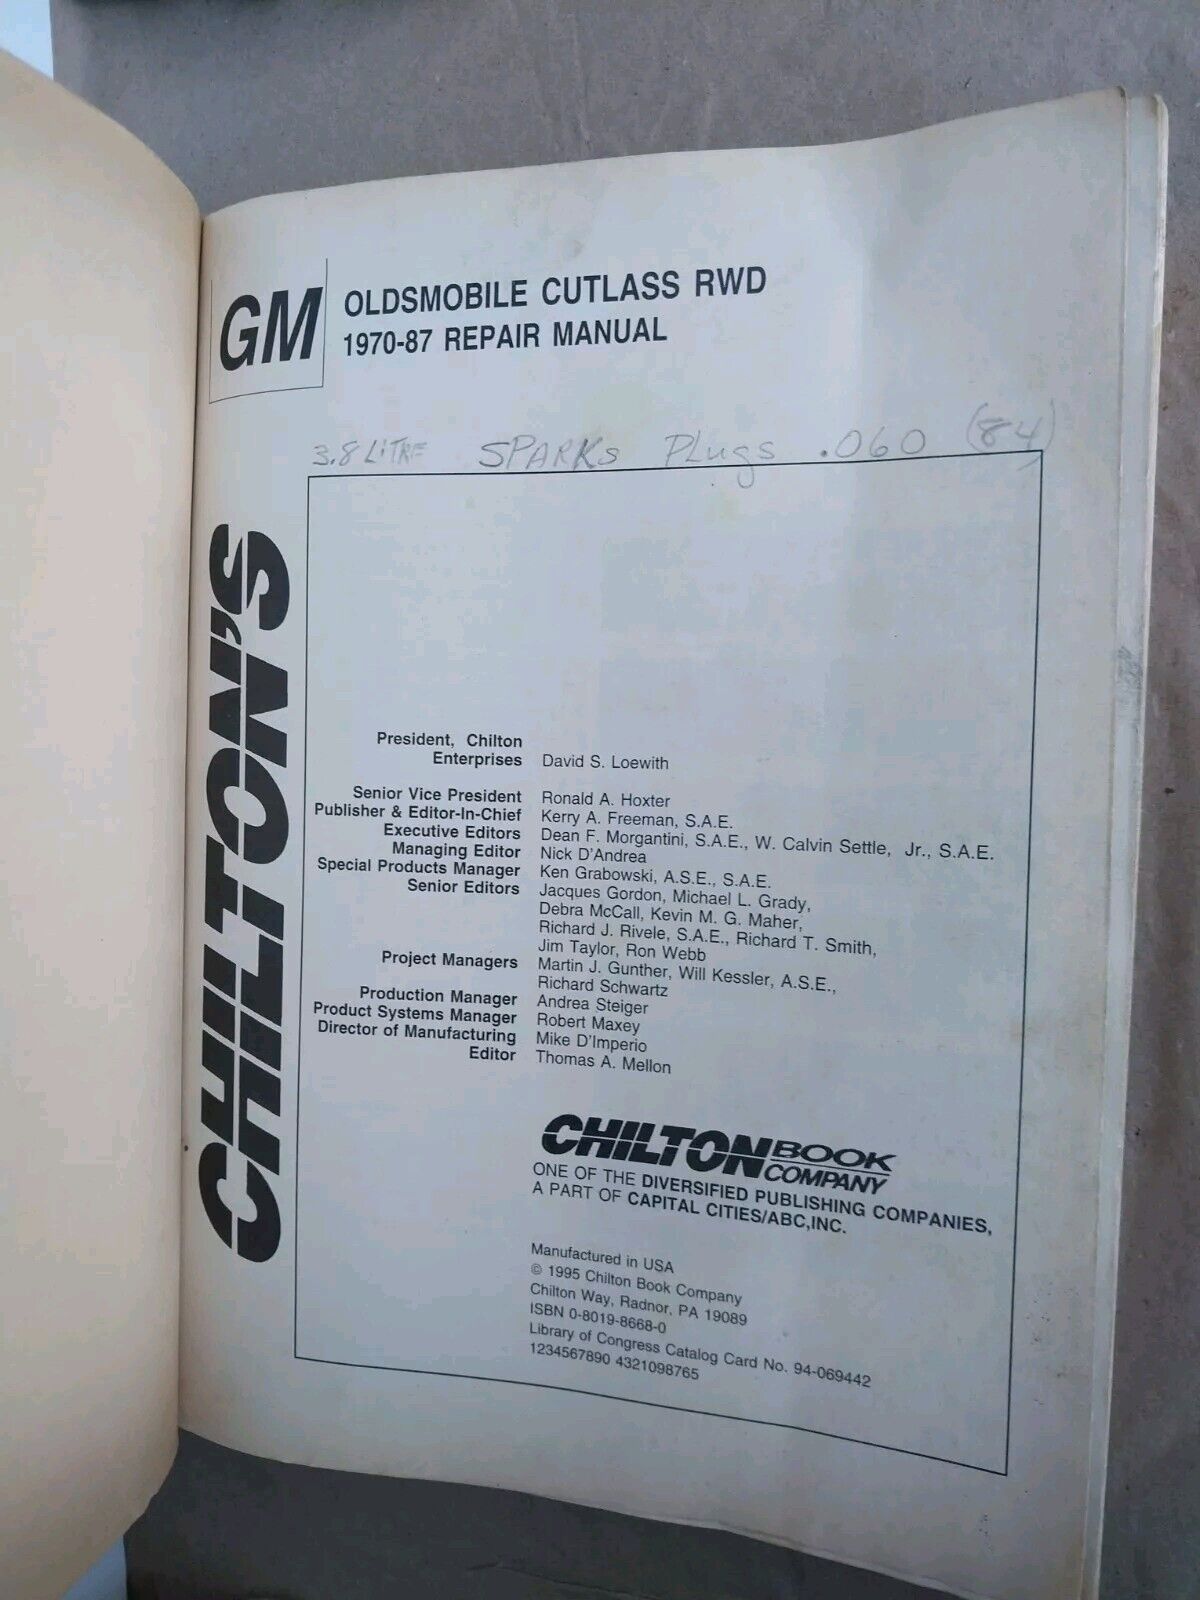 GM
OLDSMOBILE CUTLASS RWD
1970-87 REPAIR MANUAL
3.8 LITRE SPARKs PLugs .060 (84)
CHILTON'S
President, Chilton
Enterprises David S. Loewith
Senior Vice President Ronald A. Hoxter
Publisher & Editor-In-Chief Kerry A. Freeman, S.A.E.
Executive Editors Dean F. Morgantini, S.A.E., W. Calvin Settle, Jr., S.A.E.
Managing Editor Nick D'Andrea
Special Products Manager Ken Grabowski, A.S.E., S.A.E.
Senior Editors Jacques Gordon, Michael L. Grady,
Debra McCall, Kevin M. G. Maher,
Richard J. Rivele, S.A.E., Richard T. Smith,
Jim Taylor, Ron Webb
Project Managers Martin J. Gunther, Will Kessler, A.S.E.,
Richard Schwartz
Production Manager Andrea Steiger
Product Systems Manager Robert Maxey
Director of Manufacturing Mike D'Imperio
Editor Thomas A. Mellon
CHILTON BOOK COMPANY
ONE OF THE DIVERSIFIED PUBLISHING COMPANIES,
A PART OF CAPITAL CITIES/ABC,INC.
Manufactured in USA
© 1995 Chilton Book Company
Chilton Way, Radnor, PA 19089
ISBN 0-8019-8668-0
Library of Congress Catalog Card No. 94-069442
1234567890 4321098765